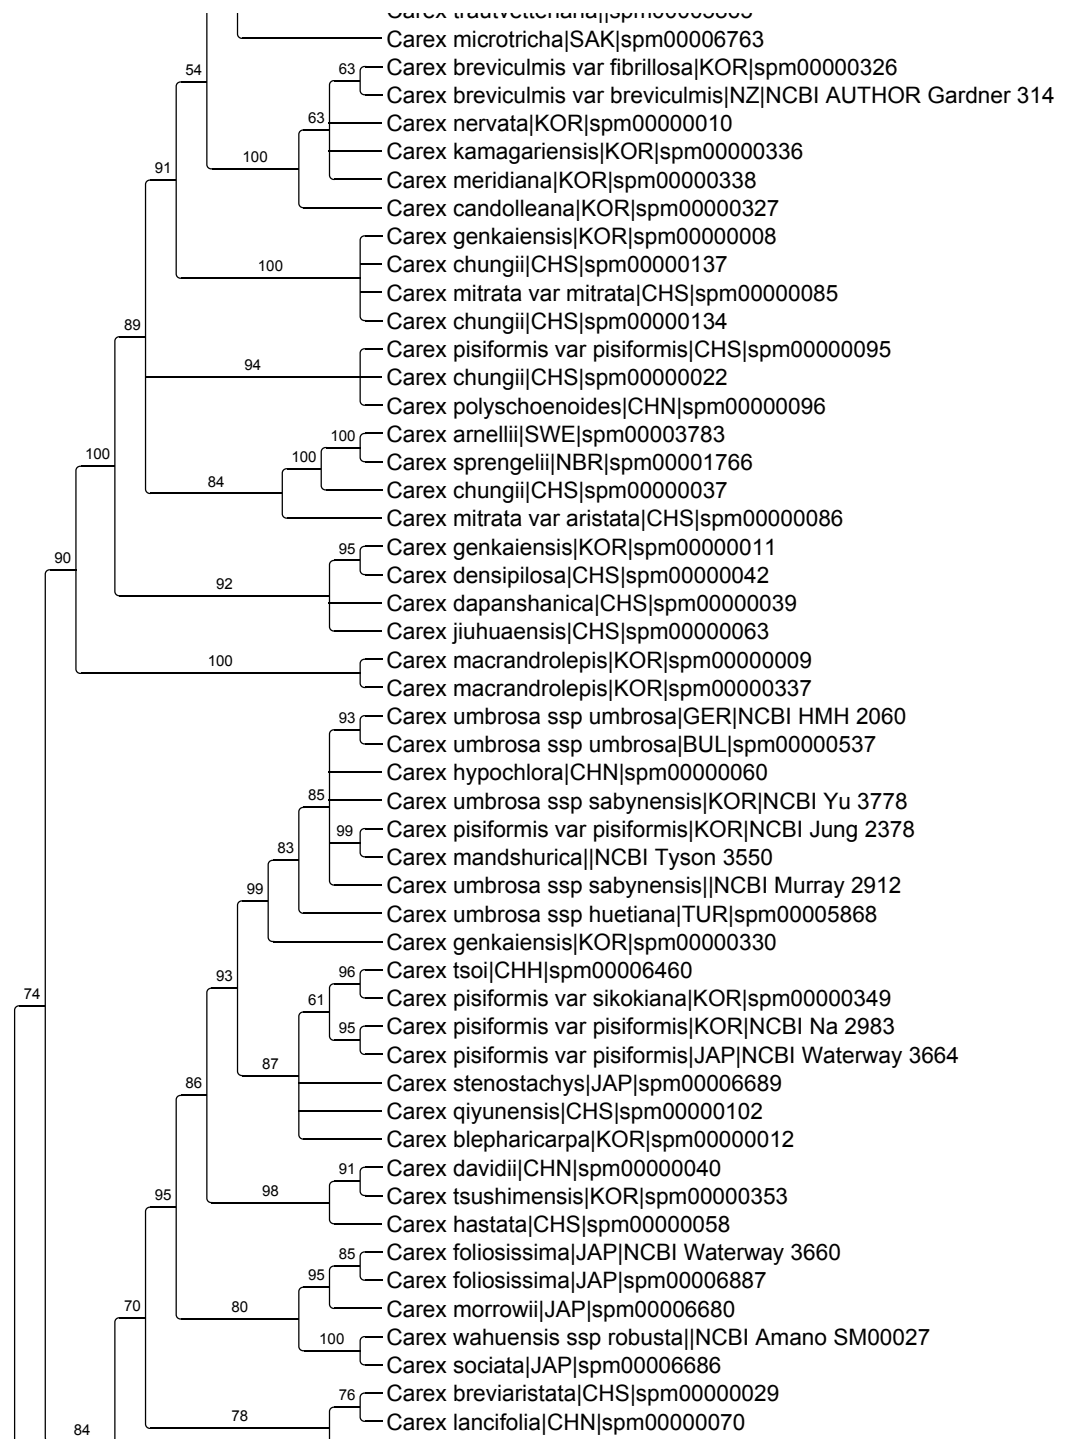 Carex microtricha|SAK|spm00006763
54
63
Carex breviculmis var fibrillosa|KOR|spm00000326
Carex breviculmis var breviculmis|NZ|NCBI AUTHOR Gardner 314
63
Carex nervata|KOR|spm00000010
Carex kamagariensis|KOR|spm00000336
100
91
Carex meridiana|KOR|spm00000338
Carex candolleana|KOR|spm00000327
Carex genkaiensis|KOR|spm00000008
100
Carex chungii|CHS|spm00000137
Carex mitrata var mitrata|CHS|spm00000085
89
Carex chungii|CHS|spm00000134
Carex pisiformis var pisiformis|CHS|spm00000095
94
Carex chungii|CHS|spm00000022
Carex polyschoenoides|CHN|spm00000096
100
Carex arnellii|SWE|spm00003783
100
100
Carex sprengelii|NBR|spm00001766
84
Carex chungii|CHS|spm00000037
Carex mitrata var aristata|CHS|spm00000086
90
95
Carex genkaiensis|KOR|spm00000011
92
Carex densipilosa|CHS|spm00000042
Carex dapanshanica|CHS|spm00000039
Carex jiuhuaensis|CHS|spm00000063
100
Carex macrandrolepis|KOR|spm00000009
Carex macrandrolepis|KOR|spm00000337
93
Carex umbrosa ssp umbrosa|GER|NCBI HMH 2060
Carex umbrosa ssp umbrosa|BUL|spm00000537
Carex hypochlora|CHN|spm00000060
85
Carex umbrosa ssp sabynensis|KOR|NCBI Yu 3778
99
Carex pisiformis var pisiformis|KOR|NCBI Jung 2378
83
Carex mandshurica||NCBI Tyson 3550
99
Carex umbrosa ssp sabynensis||NCBI Murray 2912
Carex umbrosa ssp huetiana|TUR|spm00005868
Carex genkaiensis|KOR|spm00000330
93
96
Carex tsoi|CHH|spm00006460
74
61
Carex pisiformis var sikokiana|KOR|spm00000349
95
Carex pisiformis var pisiformis|KOR|NCBI Na 2983
Carex pisiformis var pisiformis|JAP|NCBI Waterway 3664
87
86
Carex stenostachys|JAP|spm00006689
Carex qiyunensis|CHS|spm00000102
Carex blepharicarpa|KOR|spm00000012
91
Carex davidii|CHN|spm00000040
95
98
Carex tsushimensis|KOR|spm00000353
Carex hastata|CHS|spm00000058
85
Carex foliosissima|JAP|NCBI Waterway 3660
95
Carex foliosissima|JAP|spm00006887
70
80
Carex morrowii|JAP|spm00006680
100
Carex wahuensis ssp robusta||NCBI Amano SM00027
Carex sociata|JAP|spm00006686
76
Carex breviaristata|CHS|spm00000029
78
84
Carex lancifolia|CHN|spm00000070